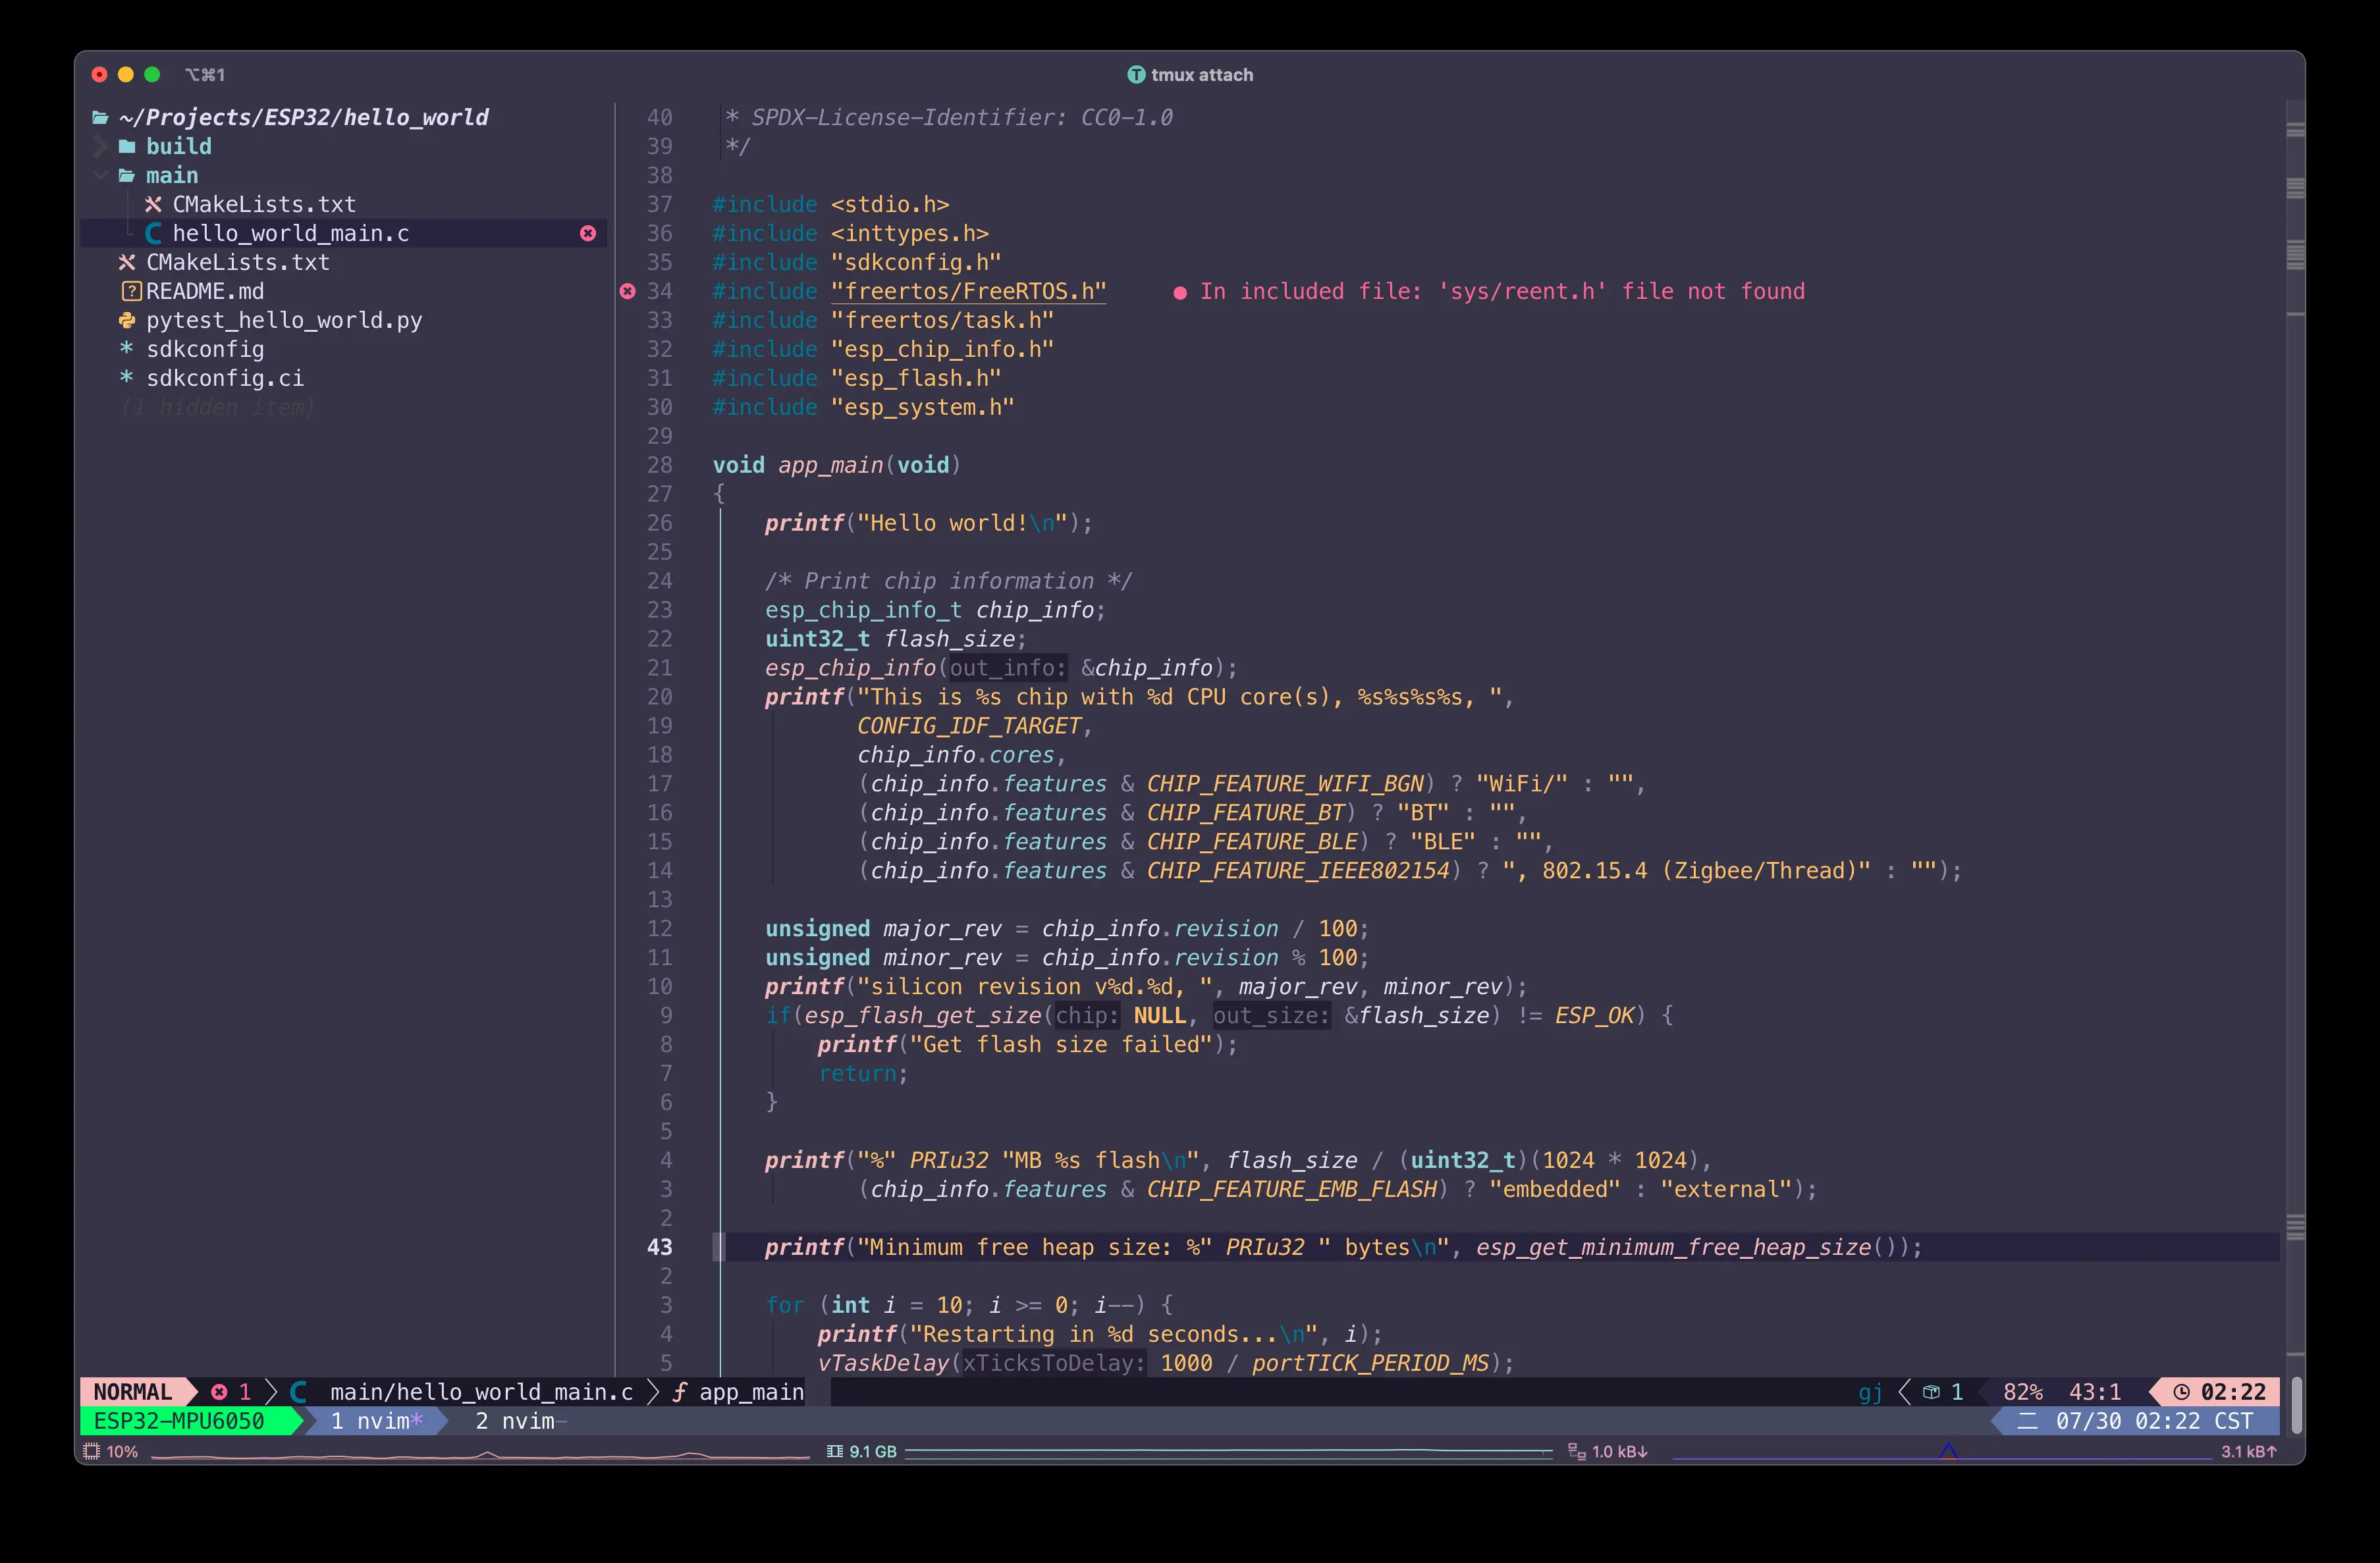 ⌥⌘1
tmux attach
~/Projects/ESP32/hello_world
build
main
CMakeLists.txt
hello_world_main.c
CMakeLists.txt
README.md
pytest_hello_world.py
* sdkconfig
* sdkconfig.ci
(1 hidden item)
40 * SPDX-License-Identifier: CC0-1.0
39 */
38
37 #include <stdio.h>
36 #include <inttypes.h>
35 #include "sdkconfig.h"
34 #include "freertos/FreeRTOS.h" ● In included file: 'sys/reent.h' file not found
33 #include "freertos/task.h"
32 #include "esp_chip_info.h"
31 #include "esp_flash.h"
30 #include "esp_system.h"
29
28 void app_main(void)
27 {
26 printf("Hello world!\n");
25
24 /* Print chip information */
23 esp_chip_info_t chip_info;
22 uint32_t flash_size;
21 esp_chip_info(out_info: &chip_info);
20 printf("This is %s chip with %d CPU core(s), %s%s%s%s, ",
19 CONFIG_IDF_TARGET,
18 chip_info.cores,
17 (chip_info.features & CHIP_FEATURE_WIFI_BGN) ? "WiFi/" : "",
16 (chip_info.features & CHIP_FEATURE_BT) ? "BT" : "",
15 (chip_info.features & CHIP_FEATURE_BLE) ? "BLE" : "",
14 (chip_info.features & CHIP_FEATURE_IEEE802154) ? ", 802.15.4 (Zigbee/Thread)" : "");
13
12 unsigned major_rev = chip_info.revision / 100;
11 unsigned minor_rev = chip_info.revision % 100;
10 printf("silicon revision v%d.%d, ", major_rev, minor_rev);
9 if(esp_flash_get_size(chip: NULL, out_size: &flash_size) != ESP_OK) {
8 printf("Get flash size failed");
7 return;
6 }
5
4 printf("%" PRIu32 "MB %s flash\n", flash_size / (uint32_t)(1024 * 1024),
3 (chip_info.features & CHIP_FEATURE_EMB_FLASH) ? "embedded" : "external");
2
43 printf("Minimum free heap size: %" PRIu32 " bytes\n", esp_get_minimum_free_heap_size());
2
3 for (int i = 10; i >= 0; i--) {
4 printf("Restarting in %d seconds...\n", i);
5 vTaskDelay(xTicksToDelay: 1000 / portTICK_PERIOD_MS);
NORMAL 1 main/hello_world_main.c app_main gj 1 82% 43:1 02:22
ESP32-MPU6050 1 nvim* 2 nvim- 二 07/30 02:22 CST
10% 9.1 GB 1.0 kB↓ 3.1 kB↑